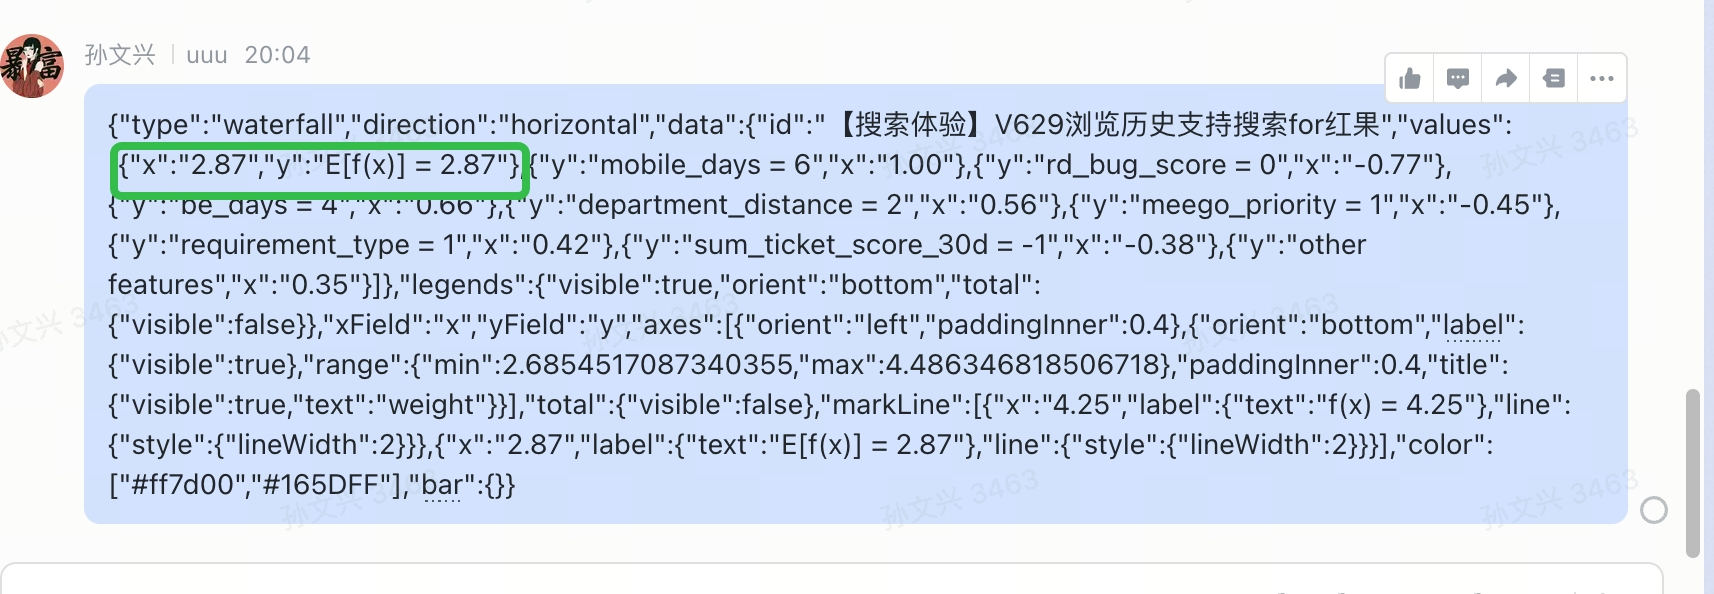 孙文兴 | uuu 20:04
暴富
{"type":"waterfall","direction":"horizontal","data":{"id":"【搜索体验】V629浏览历史支持搜索for红果","values":
{"x":"2.87","y":"E[f(x)] = 2.87"},{"y":"mobile_days = 6","x":"1.00"},{"y":"rd_bug_score = 0","x":"-0.77"},
{"y":"be_days = 4","x":"0.66"},{"y":"department_distance = 2","x":"0.56"},{"y":"meego_priority = 1","x":"-0.45"},
{"y":"requirement_type = 1","x":"0.42"},{"y":"sum_ticket_score_30d = -1","x":"-0.38"},{"y":"other
features","x":"0.35"}]},"legends":{"visible":true,"orient":"bottom","total":
{"visible":false}},"xField":"x","yField":"y","axes":[{"orient":"left","paddingInner":0.4},{"orient":"bottom","label":
{"visible":true},"range":{"min":2.6854517087340355,"max":4.486346818506718},"paddingInner":0.4,"title":
{"visible":true,"text":"weight"}}],"total":{"visible":false},"markLine":[{"x":"4.25","label":{"text":"f(x) = 4.25"},"line":
{"style":{"lineWidth":2}}},{"x":"2.87","label":{"text":"E[f(x)] = 2.87"},"line":{"style":{"lineWidth":2}}}],"color":
["#ff7d00","#165DFF"],"bar":{}}
孙文兴 3463